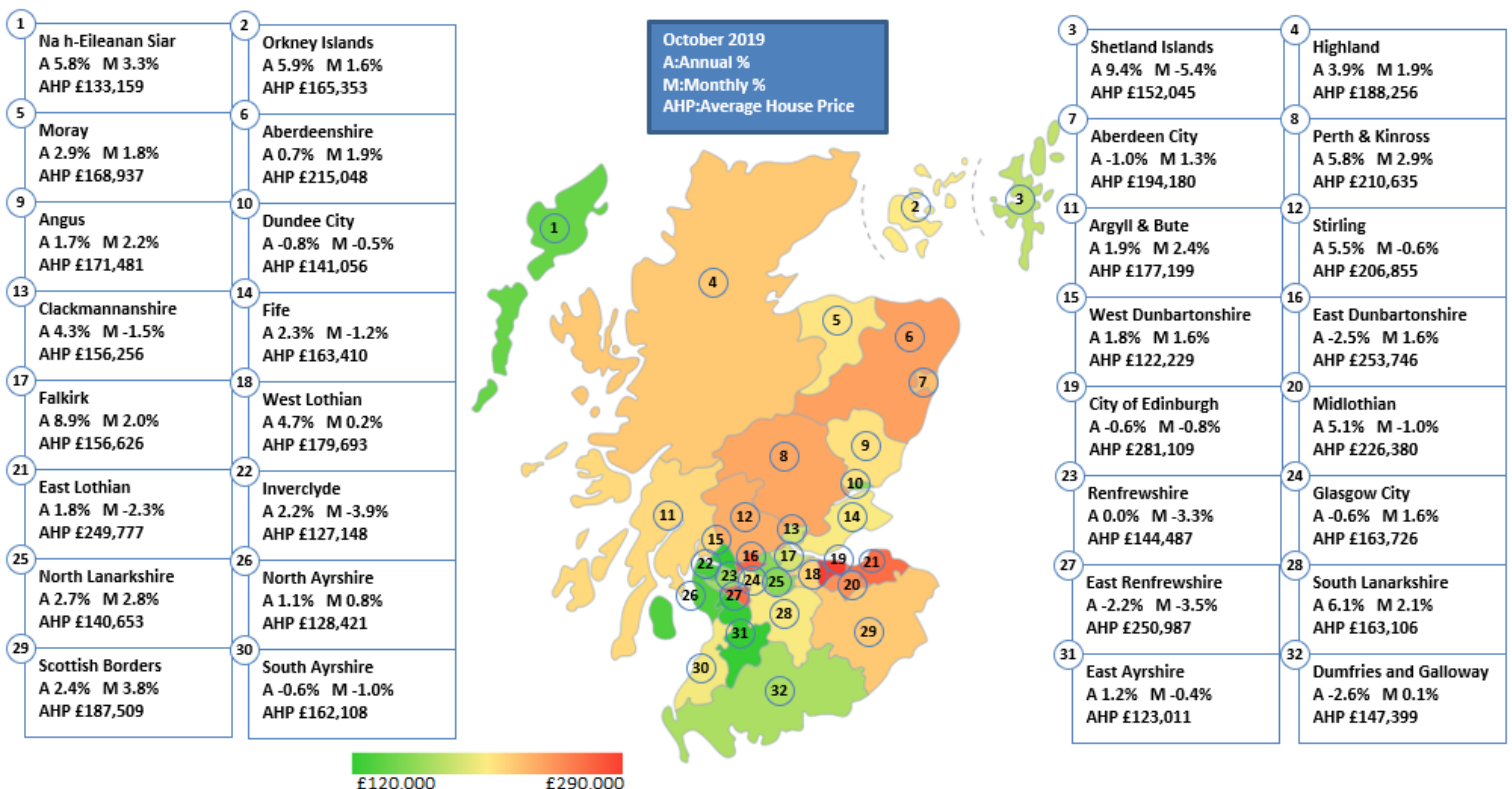 October 2019
A:Annual %
M:Monthly %
AHP:Average House Price
1
Na h-Eileanan Siar
A 5.8% M 3.3%
AHP £133,159
2
Orkney Islands
A 5.9% M 1.6%
AHP £165,353
3
Shetland Islands
A 9.4% M -5.4%
AHP £152,045
4
Highland
A 3.9% M 1.9%
AHP £188,256
5
Moray
A 2.9% M 1.8%
AHP £168,937
6
Aberdeenshire
A 0.7% M 1.9%
AHP £215,048
7
Aberdeen City
A -1.0% M 1.3%
AHP £194,180
8
Perth & Kinross
A 5.8% M 2.9%
AHP £210,635
9
Angus
A 1.7% M 2.2%
AHP £171,481
10
Dundee City
A -0.8% M -0.5%
AHP £141,056
11
Argyll & Bute
A 1.9% M 2.4%
AHP £177,199
12
Stirling
A 5.5% M -0.6%
AHP £206,855
13
Clackmannanshire
A 4.3% M -1.5%
AHP £156,256
14
Fife
A 2.3% M -1.2%
AHP £163,410
15
West Dunbartonshire
A 1.8% M 1.6%
AHP £122,229
16
East Dunbartonshire
A -2.5% M 1.6%
AHP £253,746
17
Falkirk
A 8.9% M 2.0%
AHP £156,626
18
West Lothian
A 4.7% M 0.2%
AHP £179,693
19
City of Edinburgh
A -0.6% M -0.8%
AHP £281,109
20
Midlothian
A 5.1% M -1.0%
AHP £226,380
21
East Lothian
A 1.8% M -2.3%
AHP £249,777
22
Inverclyde
A 2.2% M -3.9%
AHP £127,148
23
Renfrewshire
A 0.0% M -3.3%
AHP £144,487
24
Glasgow City
A -0.6% M 1.6%
AHP £163,726
25
North Lanarkshire
A 2.7% M 2.8%
AHP £140,653
26
North Ayrshire
A 1.1% M 0.8%
AHP £128,421
27
East Renfrewshire
A -2.2% M -3.5%
AHP £250,987
28
South Lanarkshire
A 6.1% M 2.1%
AHP £163,106
29
Scottish Borders
A 2.4% M 3.8%
AHP £187,509
30
South Ayrshire
A -0.6% M -1.0%
AHP £162,108
31
East Ayrshire
A 1.2% M -0.4%
AHP £123,011
32
Dumfries and Galloway
A -2.6% M 0.1%
AHP £147,399
1
2
3
4
5
6
7
8
9
10
11
12
13
14
15
16
17
18
19
20
21
22
23
24
25
26
27
28
29
30
31
32
£120.000
£290.000